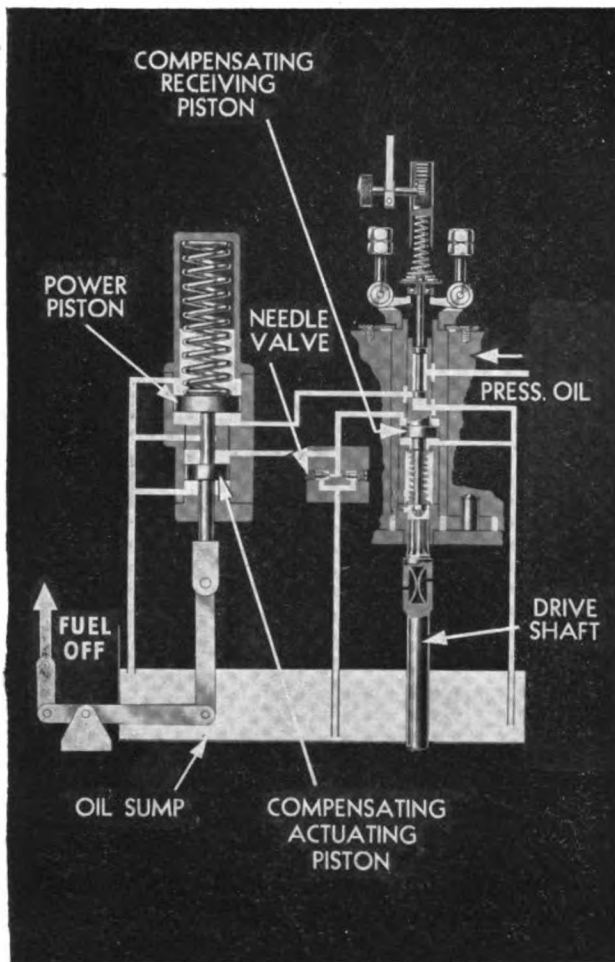 COMPENSATING
RECEIVING
PISTON
POWER
PISTON
NEEDLE
VALVE
PRESS. OIL
FUEL
OFF
DRIVE
SHAFT
OIL SUMP
COMPENSATING
ACTUATING
PISTON